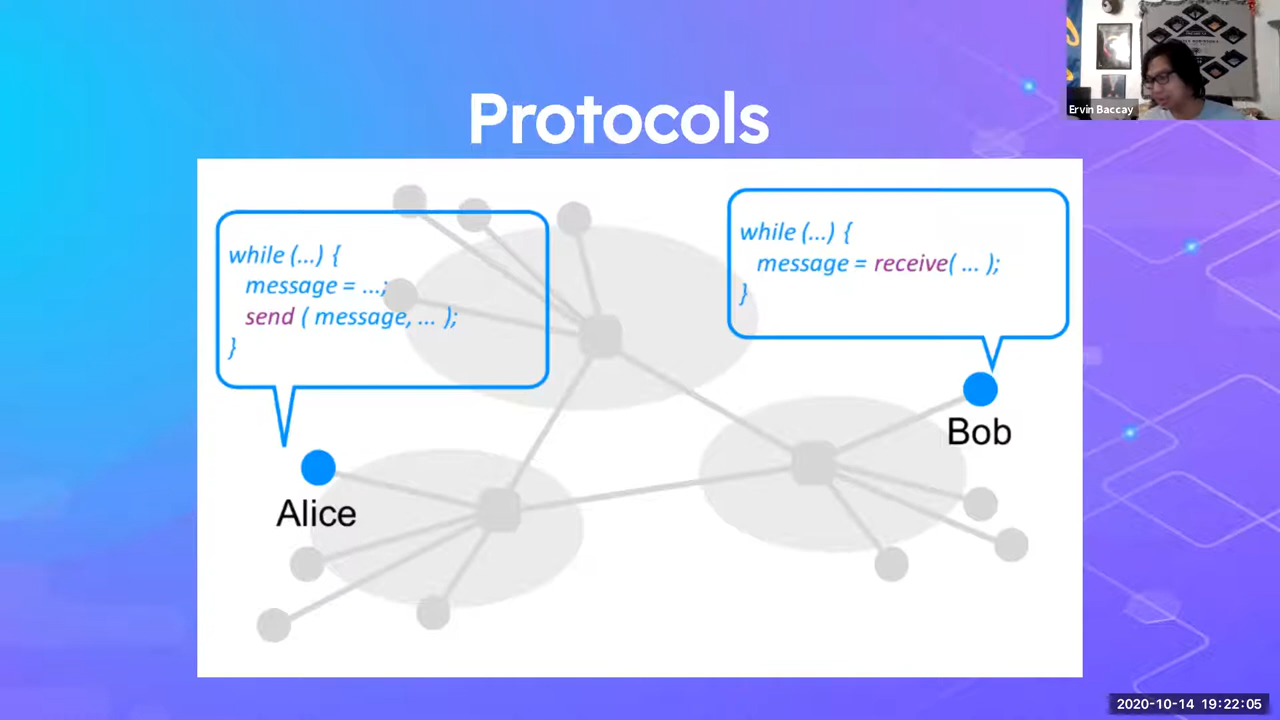 Protocols
Ervin Baccay
while (...) {
message = ...;
send ( message, ... );
}
while (...) {
message = receive( ... );
}
Bob
Alice
2020-10-14 19:22:05